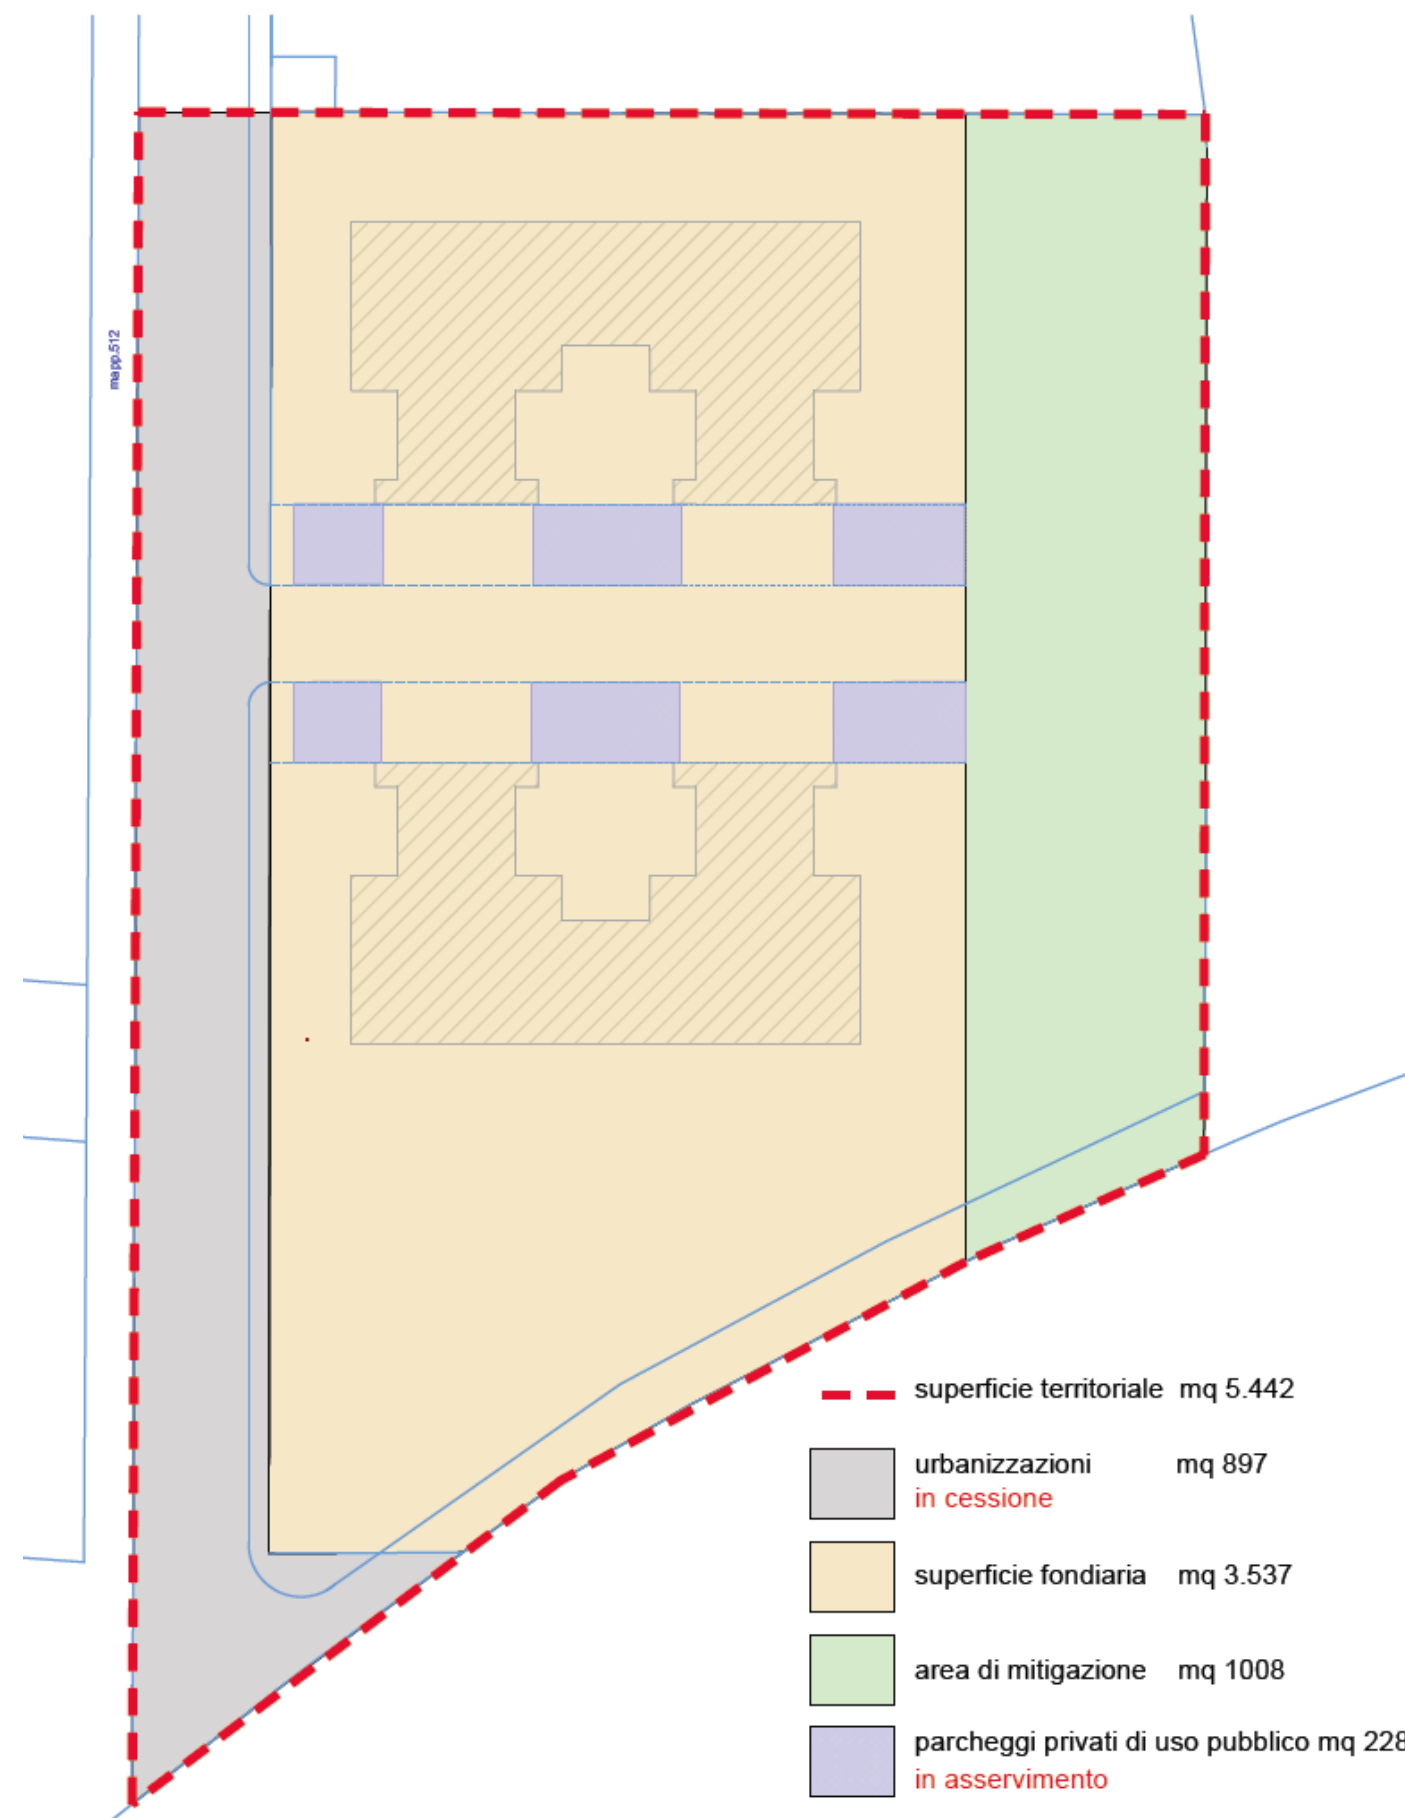 mapp.512
superficie territoriale mq 5.442
urbanizzazioni mq 897
in cessione
superficie fondiaria mq 3.537
area di mitigazione mq 1008
parcheggi privati di uso pubblico mq 228
in asservimento